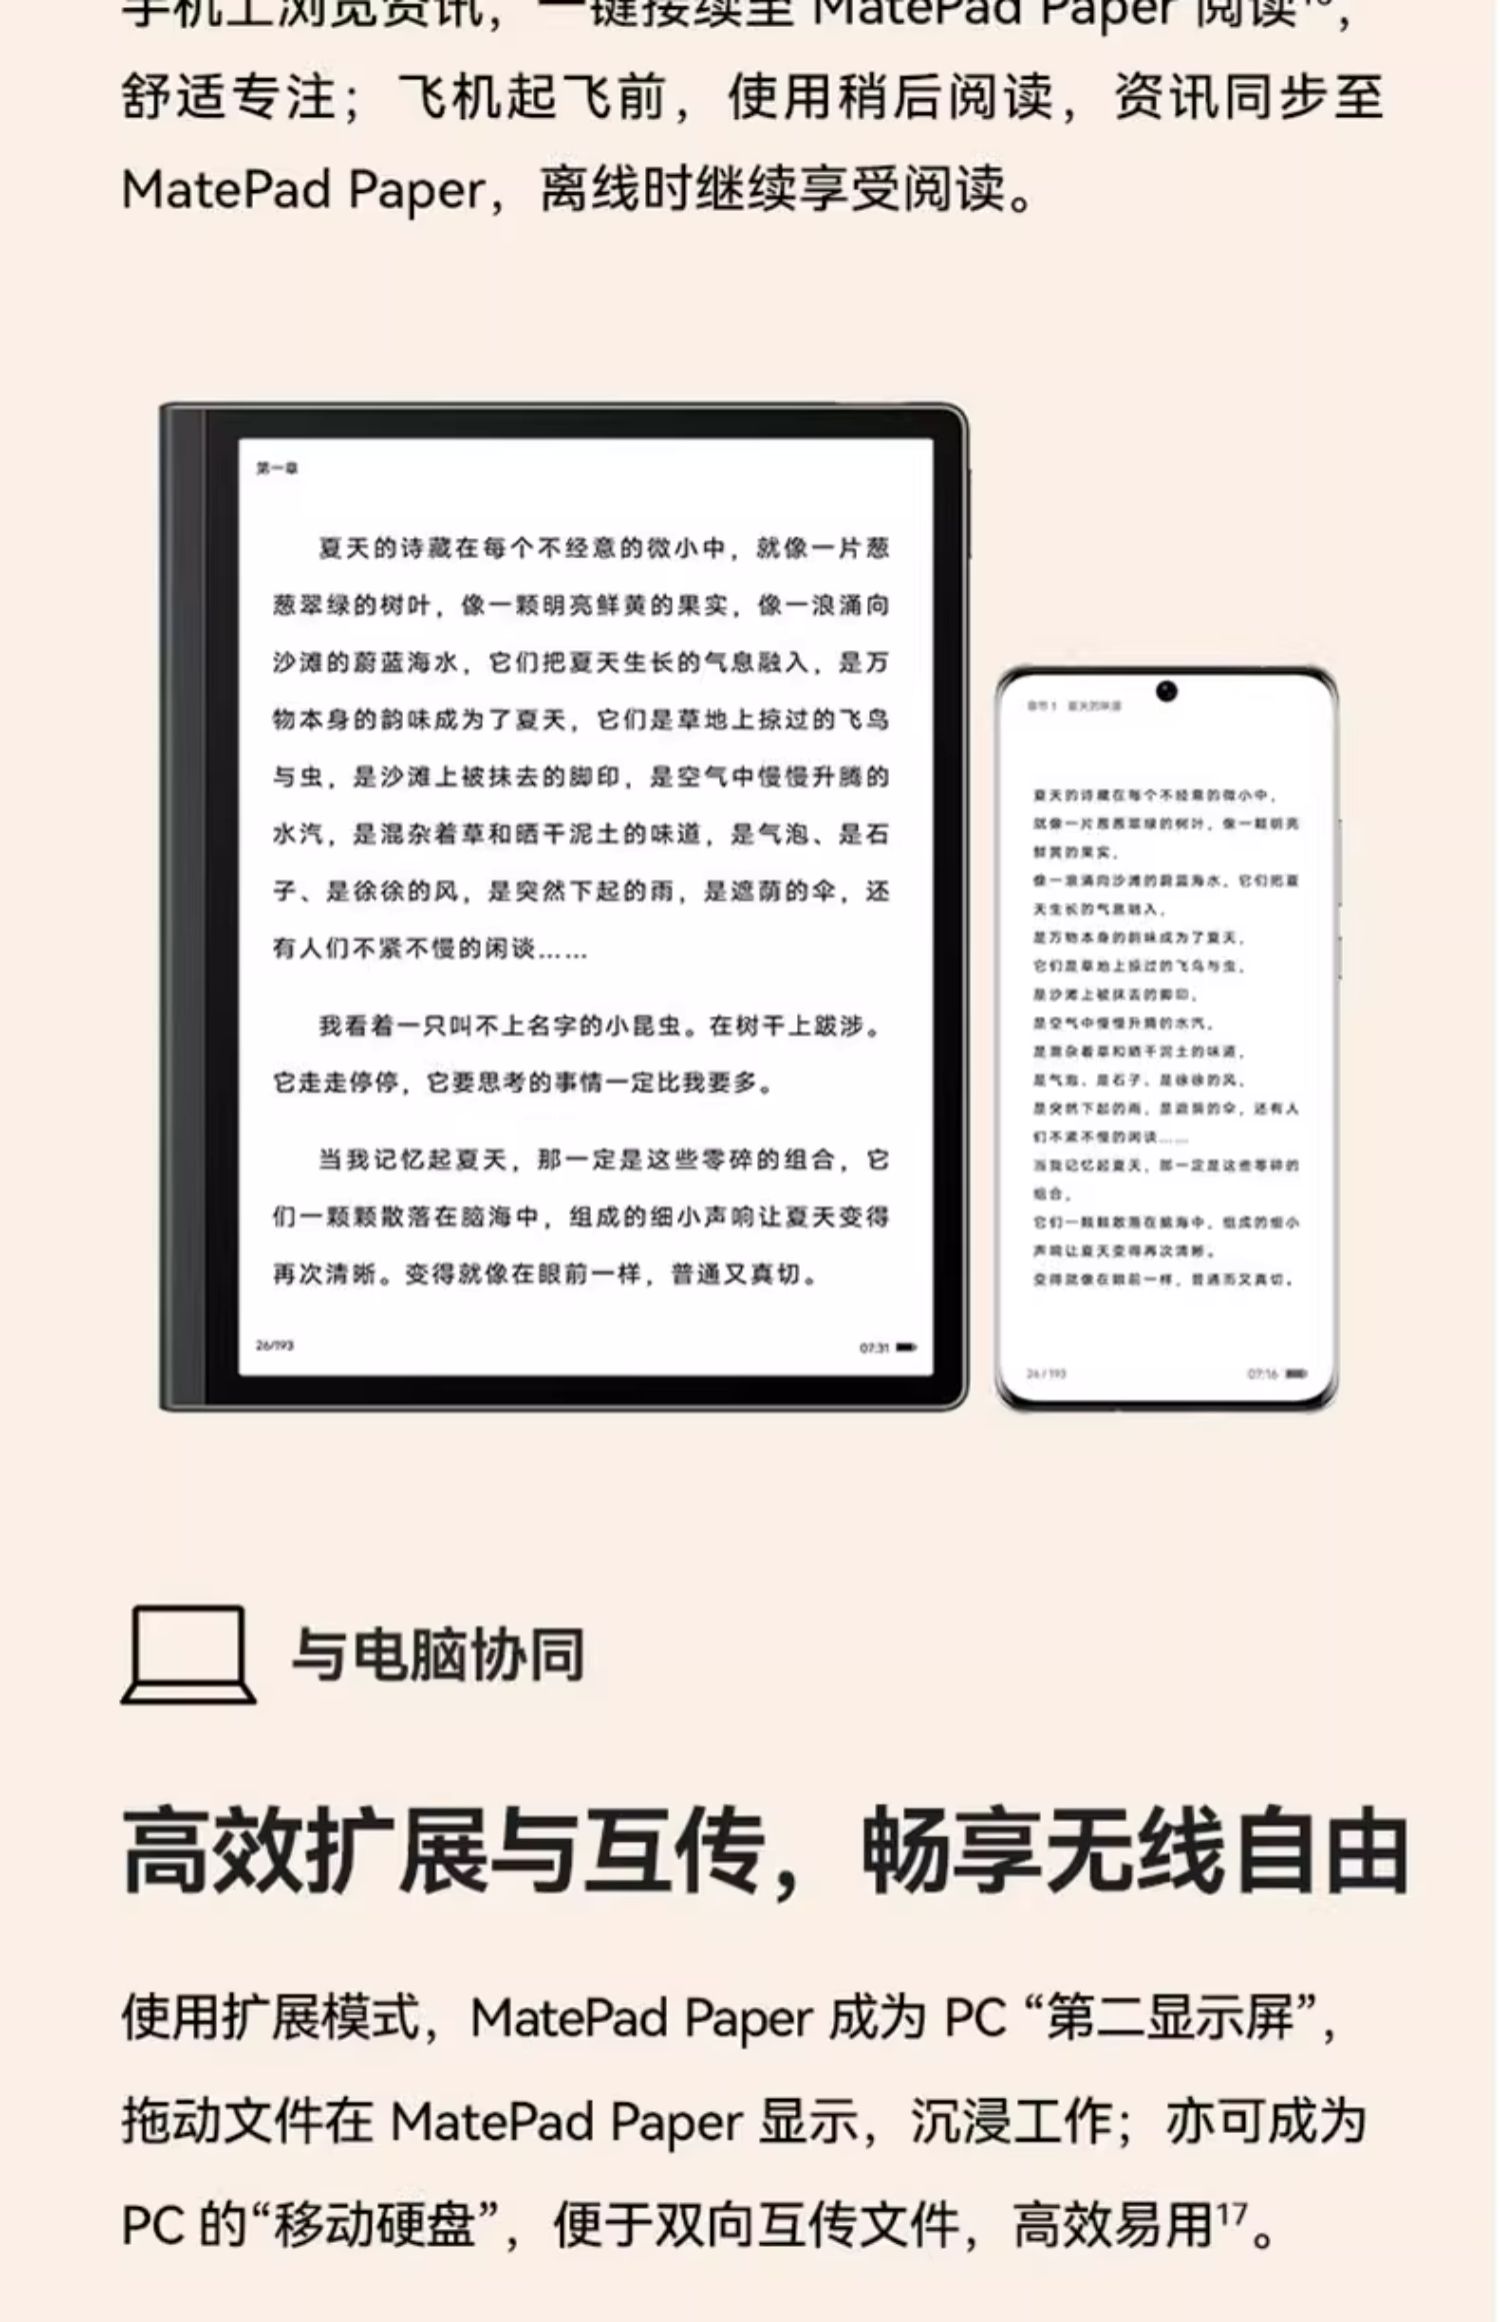 手机上浏览资讯，一键接续至 MatePad Paper 阅读¹⁶，
舒适专注；飞机起飞前，使用稍后阅读，资讯同步至
MatePad Paper，离线时继续享受阅读。
第一章
夏天的诗藏在每个不经意的微小中，就像一片葱
葱翠绿的树叶，像一颗明亮鲜黄的果实，像一浪涌向
沙滩的蔚蓝海水，它们把夏天生长的气息融入，是万
物本身的韵味成为了夏天，它们是草地上掠过的飞鸟
与虫，是沙滩上被抹去的脚印，是空气中慢慢升腾的
水汽，是混杂着草和晒干泥土的味道，是气泡、是石
子、是徐徐的风，是突然下起的雨，是遮荫的伞，还
有人们不紧不慢的闲谈……
我看着一只叫不上名字的小昆虫。在树干上跋涉。
它走走停停，它要思考的事情一定比我要多。
当我记忆起夏天，那一定是这些零碎的组合，它
们一颗颗散落在脑海中，组成的细小声响让夏天变得
再次清晰。变得就像在眼前一样，普通又真切。
26/193
07:31
章节 1 夏天的味道
夏天的诗藏在每个不经意的微小中，
就像一片葱葱翠绿的树叶，像一颗明亮
鲜黄的果实，
像一浪涌向沙滩的蔚蓝海水，它们把夏
天生长的气息融入，
是万物本身的韵味成为了夏天，
它们是草地上掠过的飞鸟与虫，
是沙滩上被抹去的脚印，
是空气中慢慢升腾的水汽，
是混杂着草和晒干泥土的味道，
是气泡、是石子、是徐徐的风，
是突然下起的雨，是遮荫的伞，还有人
们不紧不慢的闲谈……
当我记忆起夏天，那一定是这些零碎的
组合，
它们一颗颗散落在脑海中，组成的细小
声响让夏天变得再次清晰。
变得就像在眼前一样，普通而又真切。
26 / 193
07:16
与电脑协同
高效扩展与互传，畅享无线自由
使用扩展模式，MatePad Paper 成为 PC “第二显示屏”，
拖动文件在 MatePad Paper 显示，沉浸工作；亦可成为
PC 的“移动硬盘”，便于双向互传文件，高效易用¹⁷。